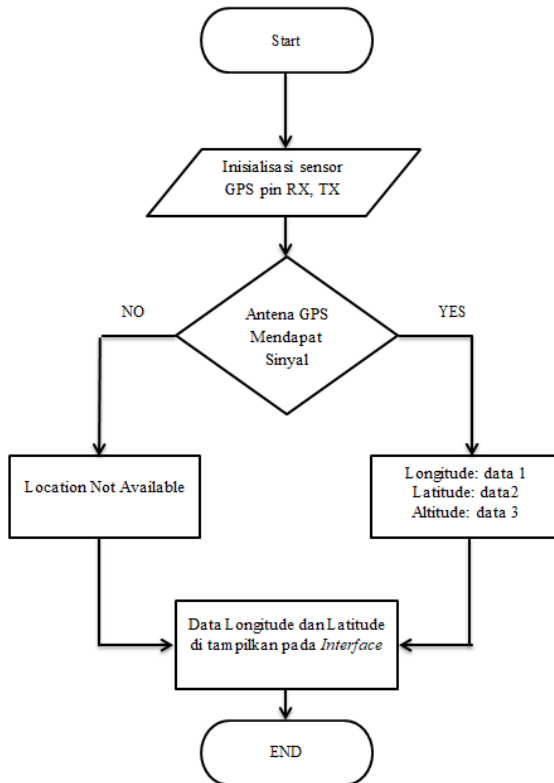 Start
Inisialisasi sensor
GPS pin RX, TX
NO
YES
Antena GPS
Mendapat
Sinyal
Location Not Available
Longitude: data 1
Latitude: data2
Altitude: data 3
Data Longitude dan Latitude
di tampilkan pada Interface
END